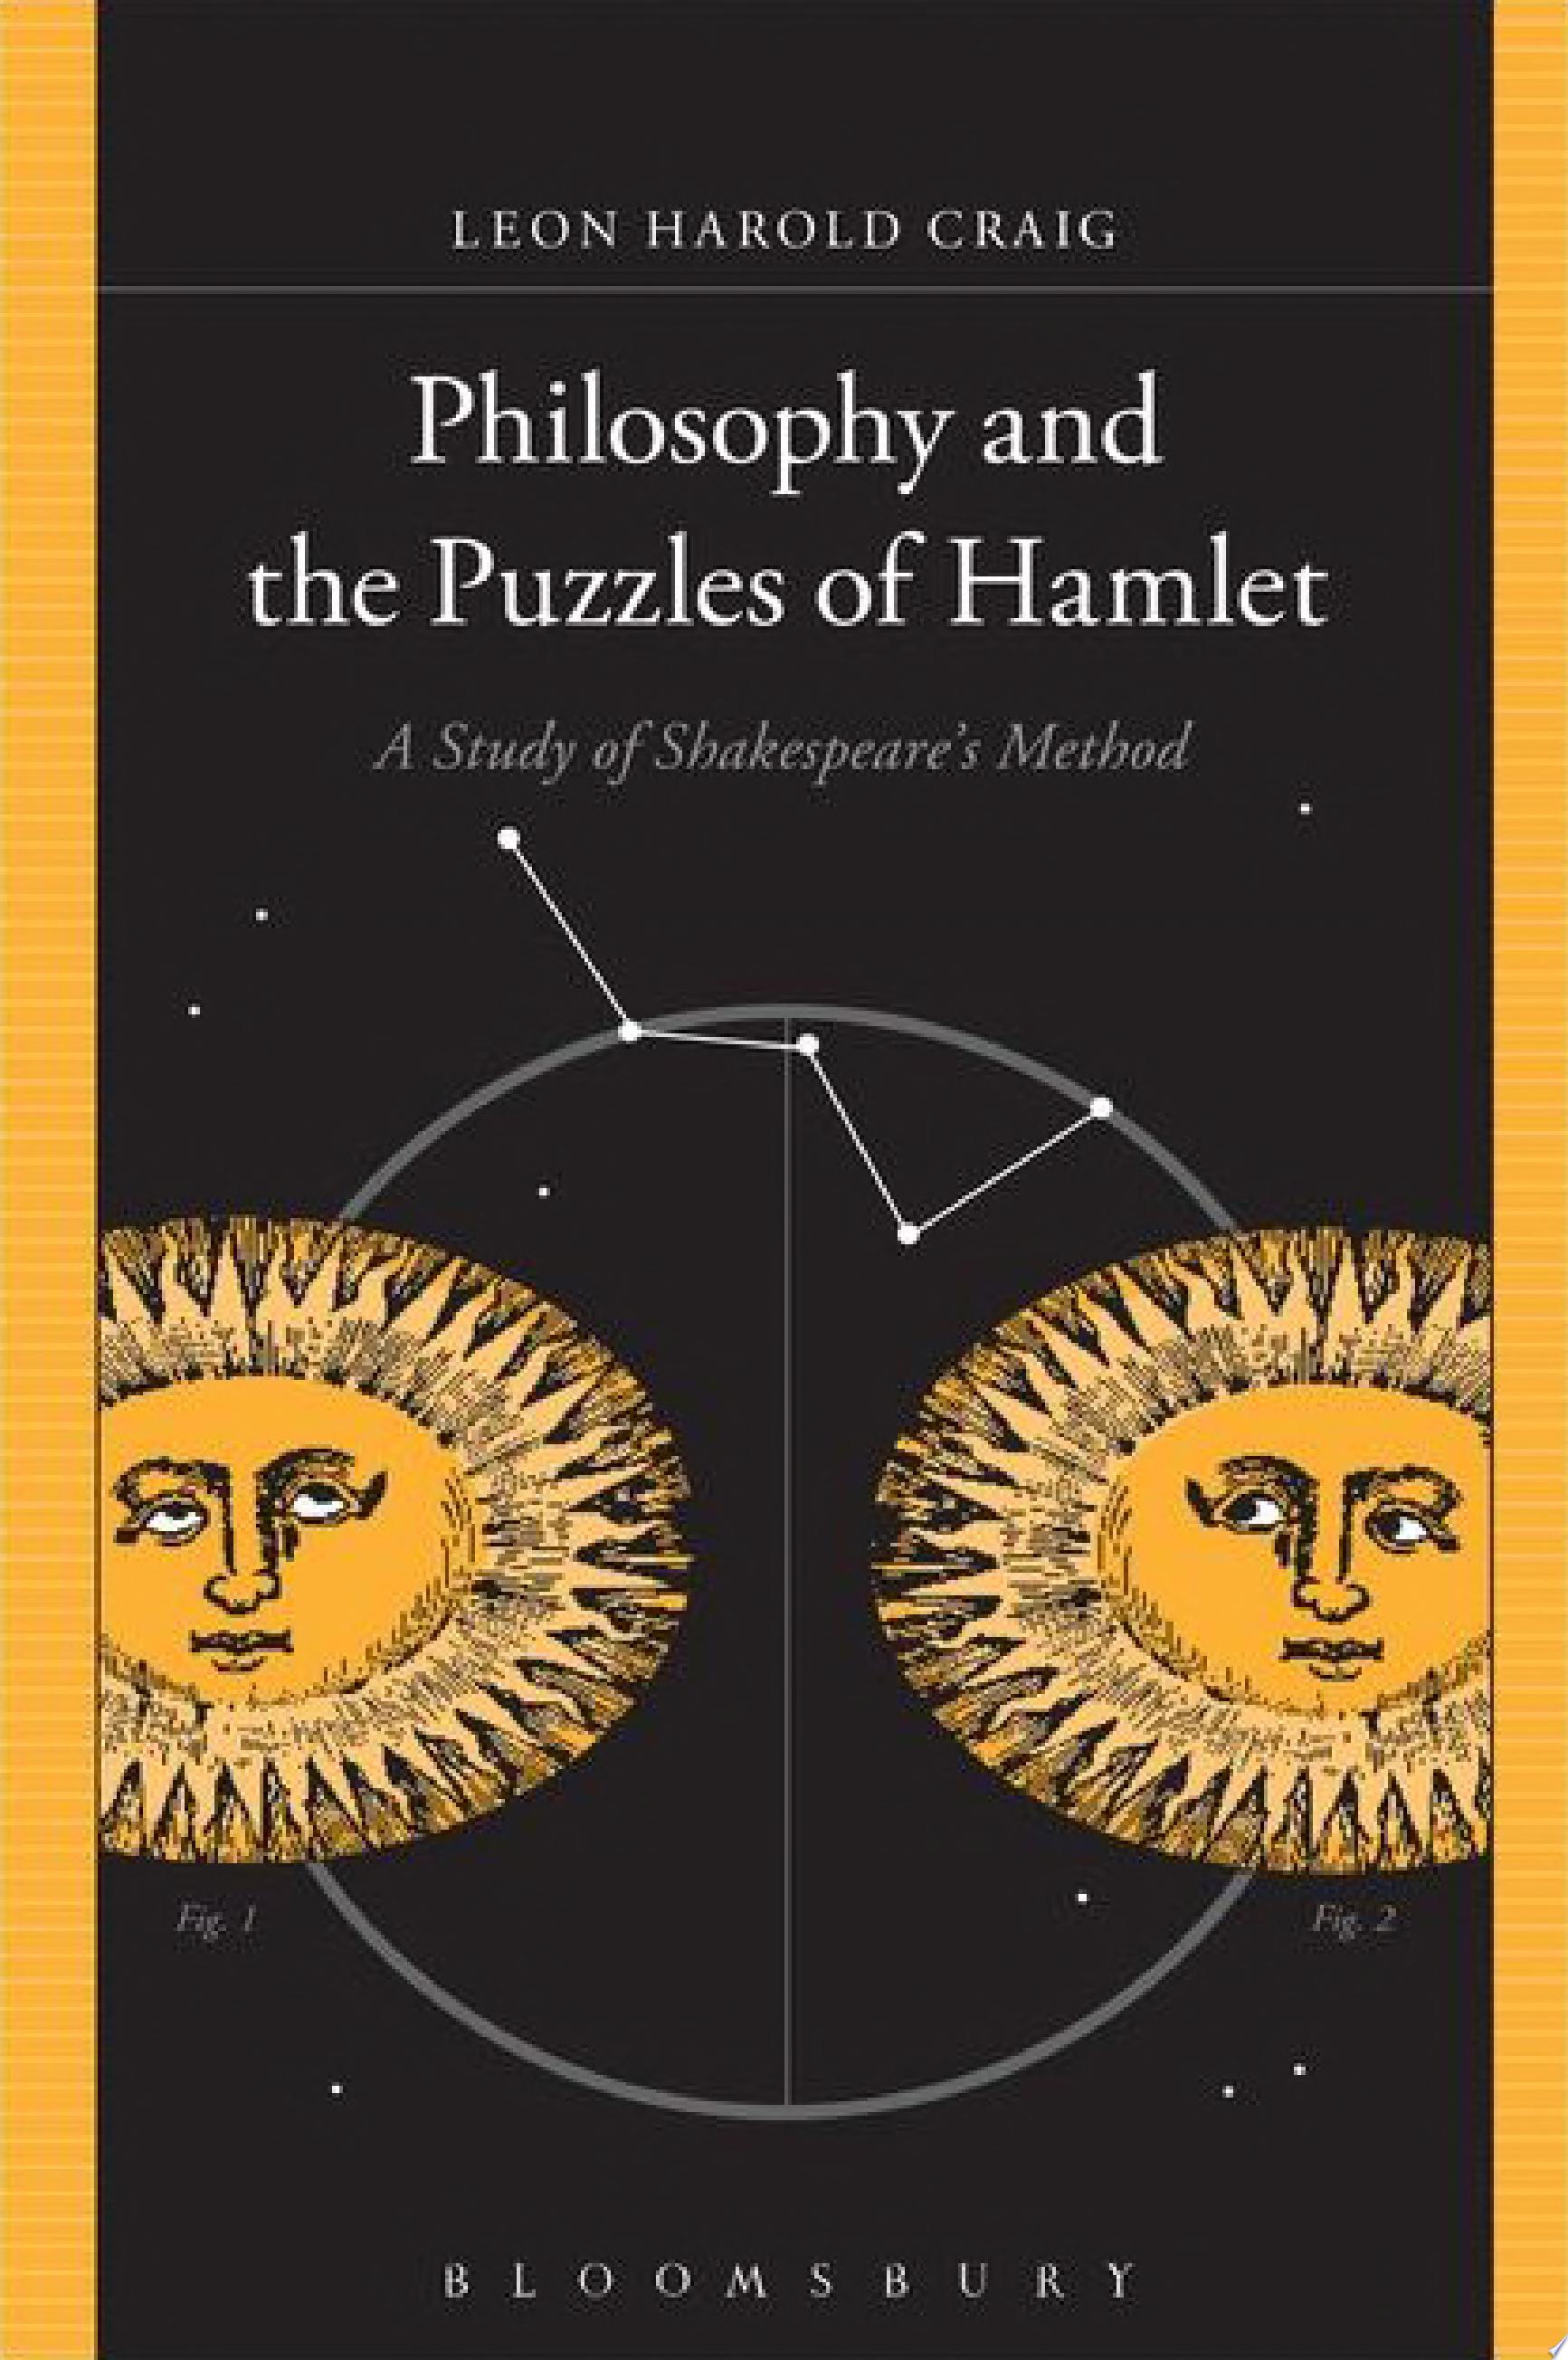 LEON HAROLD CRAIG
Philosophy and
the Puzzles of Hamlet
A Study of Shakespeare's Method
Fig. 1
Fig. 2
BLOOMSBURY